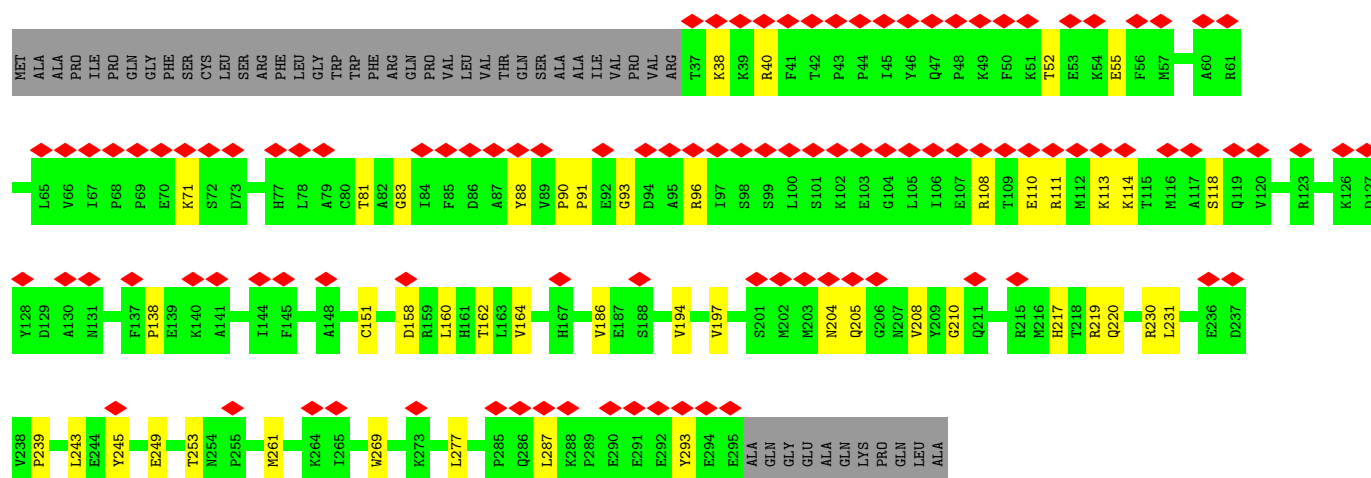 MET ALA ALA PRO ILE PRO GLN GLY PHE SER CYS LEU SER ARG PHE LEU GLY TRP TRP PHE ARG GLN PRO VAL LEU VAL THR GLN SER ALA ALA ILE VAL PRO VAL ARG T37 K38 K39 R40 F41 T42 P43 P44 I45 Y46 Q47 P48 K49 F50 K51 T52 E53 K54 E55 F56 M57 A60 R61
L65 V66 I67 P68 P69 E70 K71 S72 D73 H77 L78 A79 C80 T81 A82 G83 I84 F85 D86 A87 Y88 V89 P90 P91 E92 G93 D94 A95 R96 I97 S98 S99 L100 S101 K102 E103 G104 L105 I106 E107 R108 T109 E110 R111 M112 K113 K114 T115 M116 A117 S118 Q119 V120 R123 K126 D127
Y128 D129 A130 N131 F137 P138 E139 K140 A141 I144 F145 A148 C151 D158 R159 L160 H161 T162 L163 V164 H167 V186 E187 S188 V194 V197 S201 M202 M203 N204 Q205 G206 N207 V208 Y209 G210 Q211 R215 M216 H217 T218 R219 Q220 R230 L231 E236 D237
V238 P239 L243 E244 Y245 E249 T253 N254 P255 M261 K264 I265 W269 K273 L277 P285 Q286 L287 K288 P289 E290 E291 E292 Y293 E294 E295 ALA GLN GLY GLU ALA GLN LYS PRO GLN LEU ALA